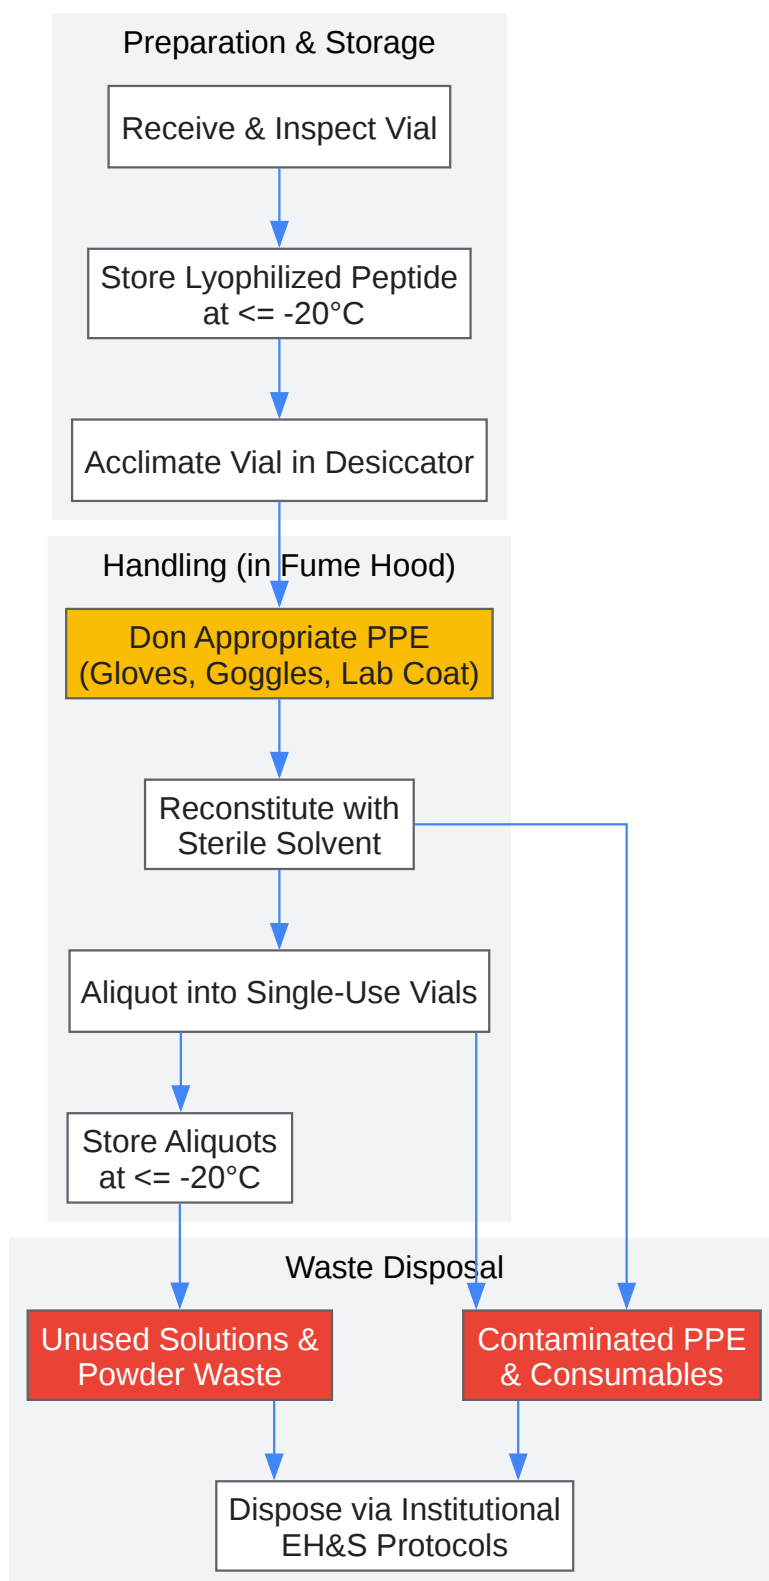 Preparation & Storage
Receive & Inspect Vial
Store Lyophilized Peptide
at <= -20°C
Acclimate Vial in Desiccator
Handling (in Fume Hood)
Don Appropriate PPE
(Gloves, Goggles, Lab Coat)
Reconstitute with
Sterile Solvent
Aliquot into Single-Use Vials
Store Aliquots
at <= -20°C
Waste Disposal
Unused Solutions &
Powder Waste
Contaminated PPE
& Consumables
Dispose via Institutional
EH&S Protocols